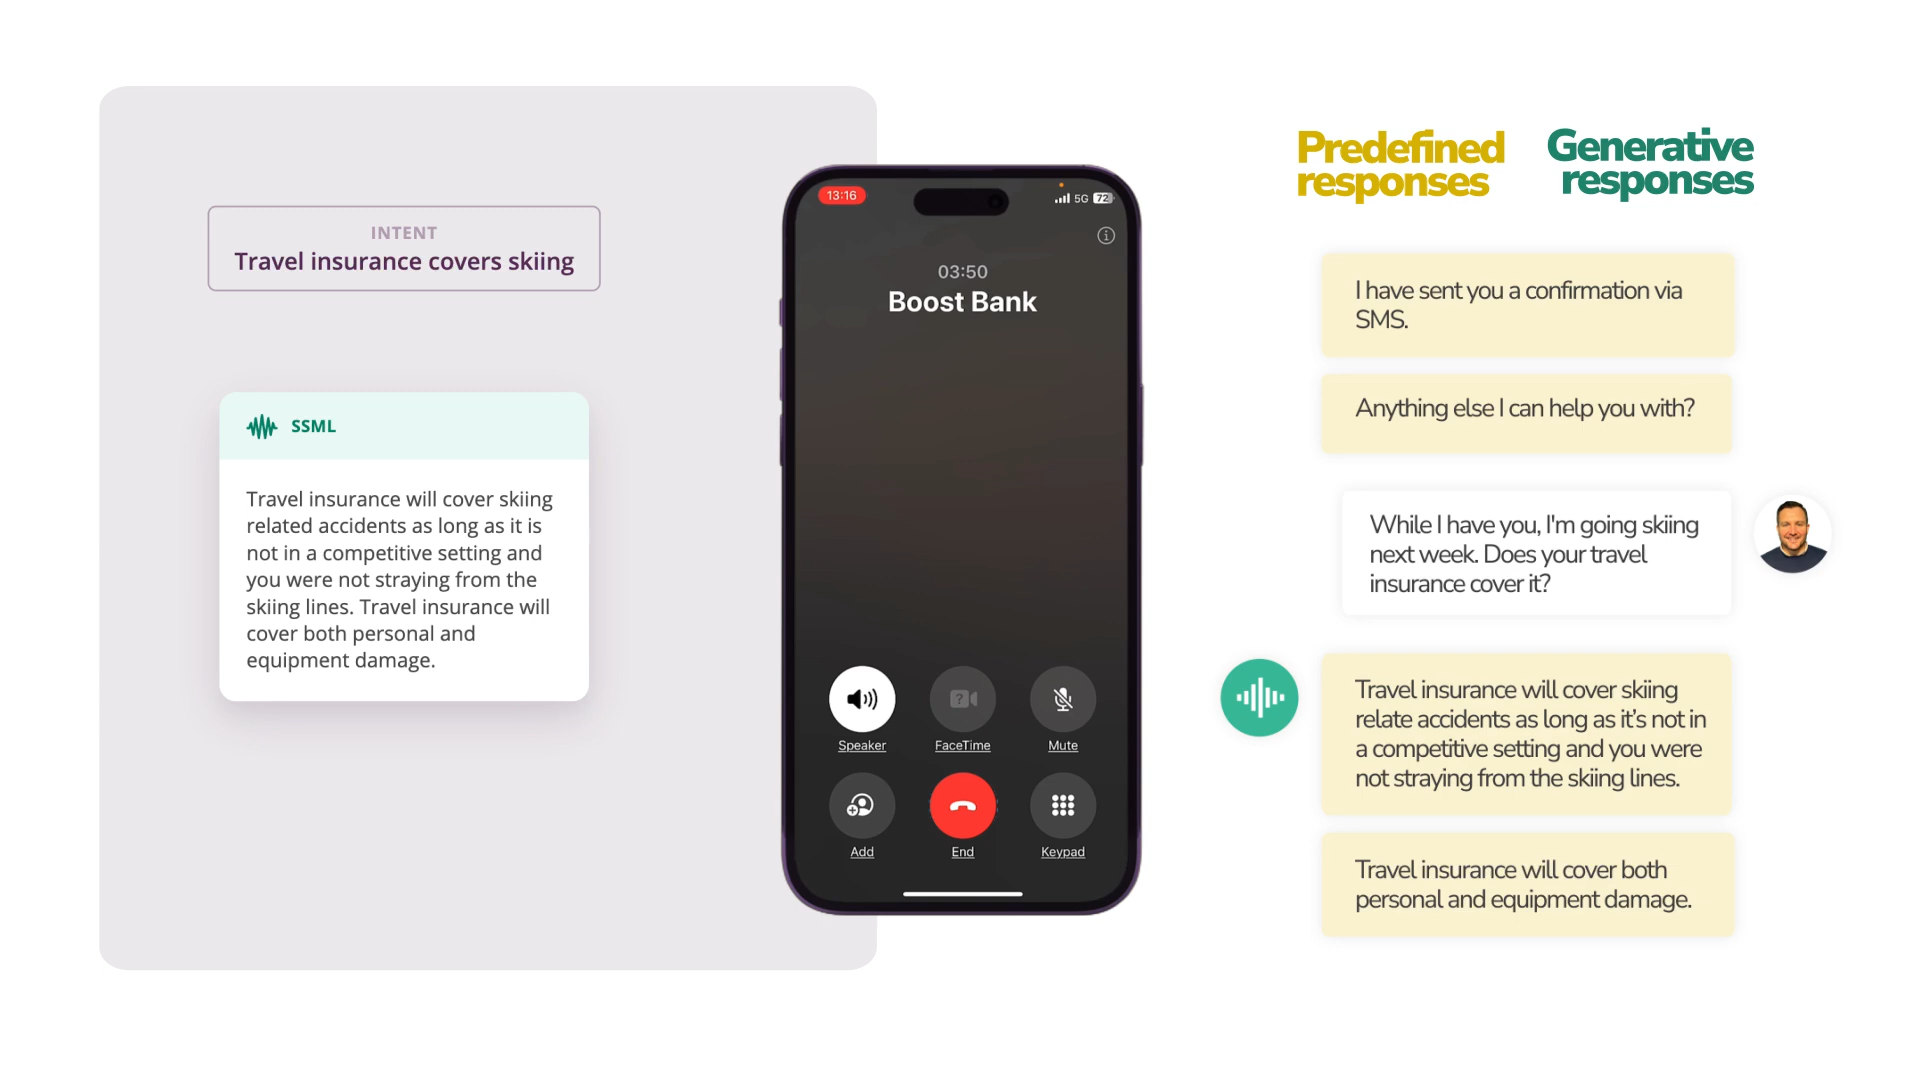 INTENT
Travel insurance covers skiing
SSML
Travel insurance will cover skiing
related accidents as long as it is
not in a competitive setting and
you were not straying from the
skiing lines. Travel insurance will
cover both personal and
equipment damage.
13:16
5G 72
03:50
Boost Bank
Speaker
FaceTime
Mute
Add
End
Keypad
Predefined
responses
Generative
responses
I have sent you a confirmation via
SMS.
Anything else I can help you with?
While I have you, I'm going skiing
next week. Does your travel
insurance cover it?
Travel insurance will cover skiing
relate accidents as long as it’s not in
a competitive setting and you were
not straying from the skiing lines.
Travel insurance will cover both
personal and equipment damage.